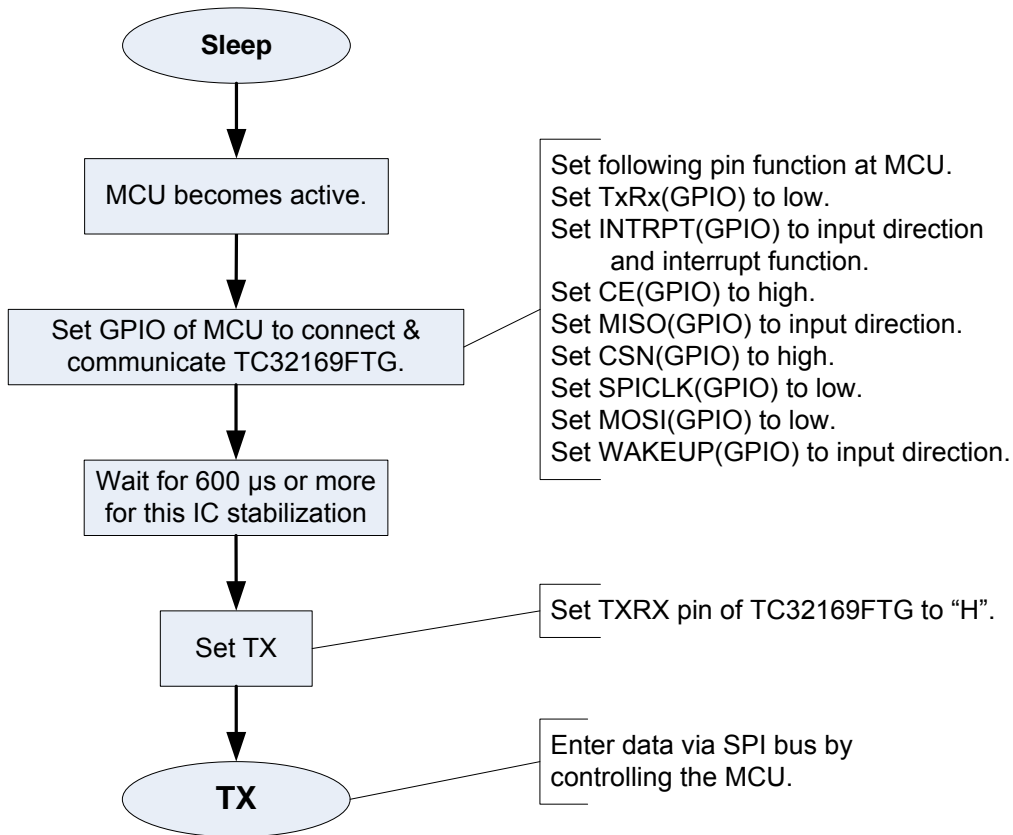 Sleep
MCU becomes active.
Set GPIO of MCU to connect &
communicate TC32169FTG.
Set following pin function at MCU.
Set TxRx(GPIO) to low.
Set INTRPT(GPIO) to input direction
and interrupt function.
Set CE(GPIO) to high.
Set MISO(GPIO) to input direction.
Set CSN(GPIO) to high.
Set SPICLK(GPIO) to low.
Set MOSI(GPIO) to low.
Set WAKEUP(GPIO) to input direction.
Wait for 600 µs or more
for this IC stabilization
Set TX
Set TXRX pin of TC32169FTG to “H”.
TX
Enter data via SPI bus by
controlling the MCU.